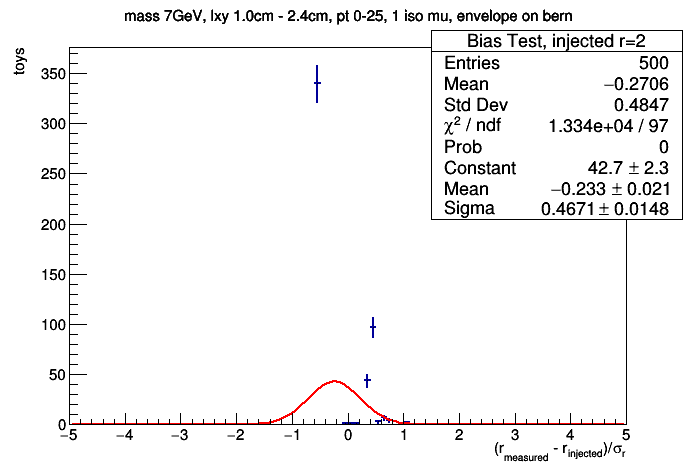 mass 7GeV, lxy 1.0cm - 2.4cm, pt 0-25, 1 iso mu, envelope on bern
toys
Bias Test, injected r=2
Entries 500
Mean −0.2706
Std Dev 0.4847
χ² / ndf 1.334e+04 / 97
Prob 0
Constant 42.7 ± 2.3
Mean −0.233 ± 0.021
Sigma 0.4671 ± 0.0148
350
300
250
200
150
100
50
0
−5 −4 −3 −2 −1 0 1 2 3 4 5
(r_measured - r_injected)/σ_r